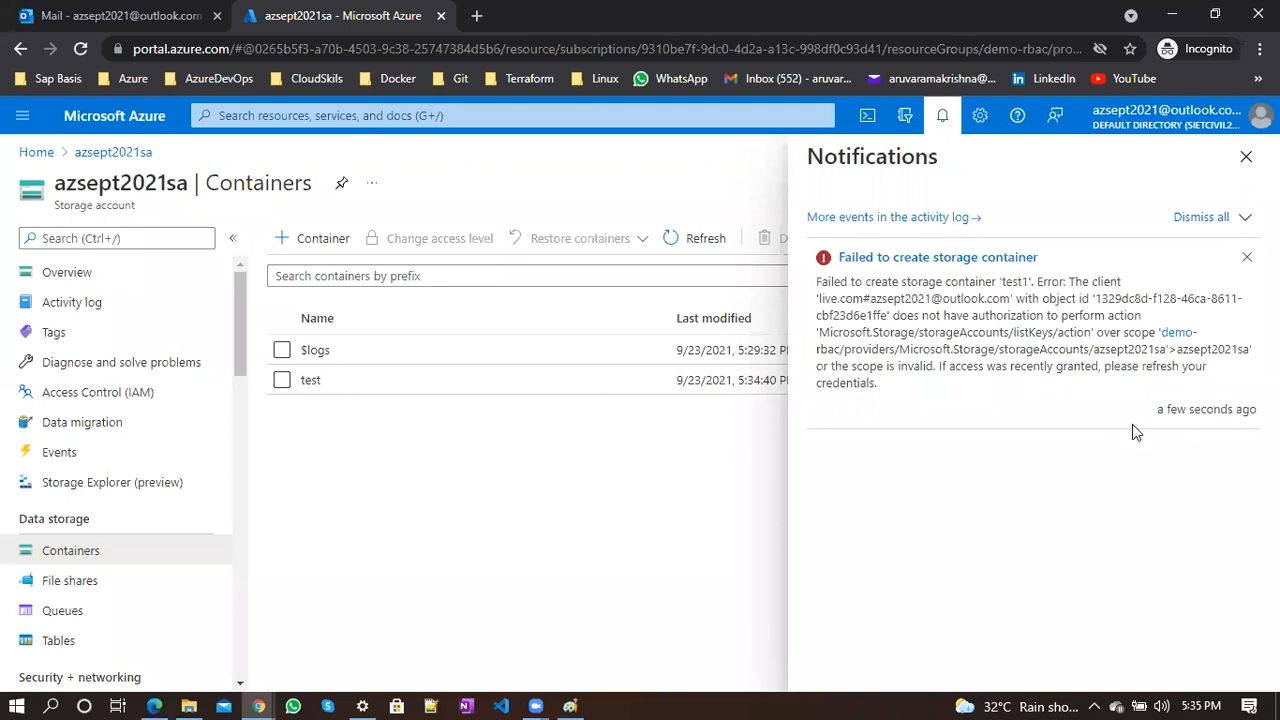 Mail - azsept2021@outlook.com
azsept2021sa - Microsoft Azure
portal.azure.com/#@0265b5f3-a70b-4503-9c38-25747384d5b6/resource/subscriptions/9310be7f-9dc0-4d2a-a13c-998df0c93d41/resourceGroups/demo-rbac/pro...
Incognito
Sap Basis
Azure
AzureDevOps
CloudSkils
Docker
Git
Terraform
Linux
WhatsApp
Inbox (552) - aruvar...
aruvaramakrishna@...
LinkedIn
YouTube
»
Microsoft Azure
Search resources, services, and docs (G+/)
azsept2021@outlook.co...
DEFAULT DIRECTORY (SIETCIVIL2...
Home > azsept2021sa
azsept2021sa | Containers
Storage account
Search (Ctrl+/)
«
Overview
Activity log
Tags
Diagnose and solve problems
Access Control (IAM)
Data migration
Events
Storage Explorer (preview)
Data storage
Containers
File shares
Queues
Tables
Security + networking
+ Container
Change access level
Restore containers
Refresh
Search containers by prefix
Name
Last modified
$logs
9/23/2021, 5:29:32 P
test
9/23/2021, 5:34:40 P
Notifications
More events in the activity log→
Dismiss all
Failed to create storage container
Failed to create storage container 'test1'. Error: The client
'live.com#azsept2021@outlook.com' with object id '1329dc8d-f128-46ca-8611-
cbf23d6e1ffe' does not have authorization to perform action
'Microsoft.Storage/storageAccounts/listKeys/action' over scope 'demo-
rbac/providers/Microsoft.Storage/storageAccounts/azsept2021sa'>azsept2021sa'
or the scope is invalid. If access was recently granted, please refresh your
credentials.
a few seconds ago
32°C Rain sho...
5:35 PM